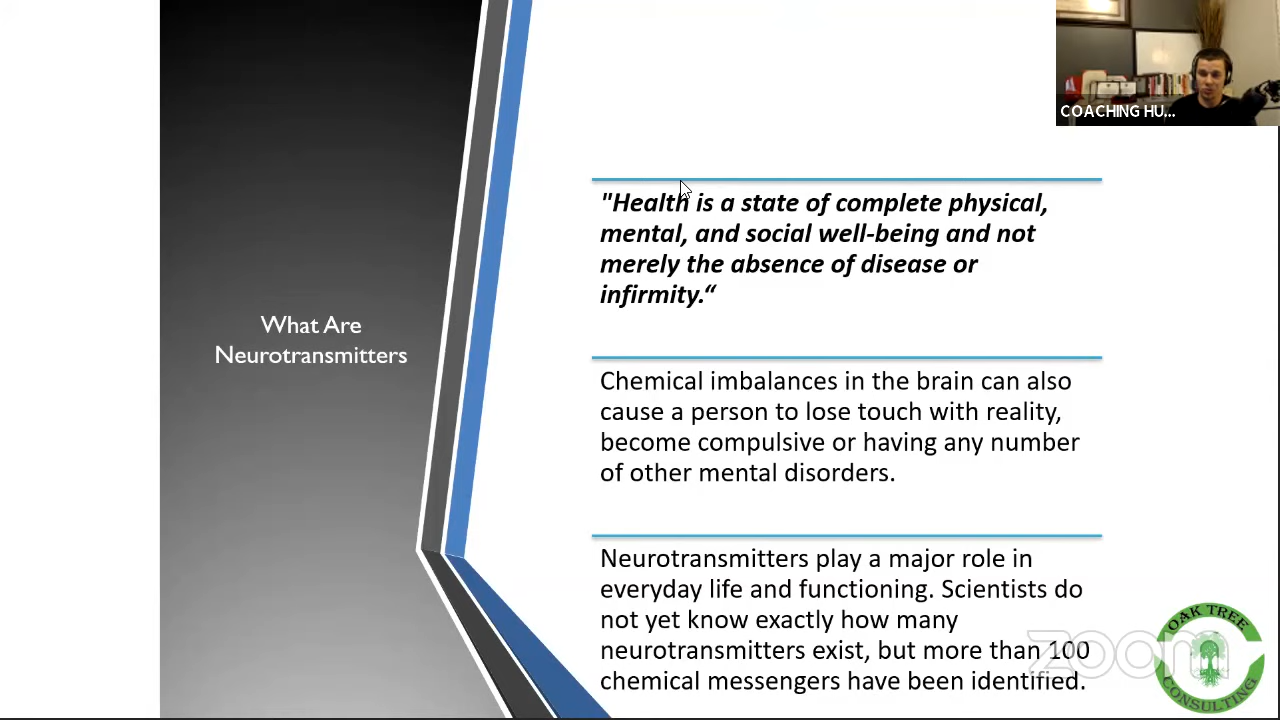 COACHING HU...
What Are
Neurotransmitters
"Health is a state of complete physical,
mental, and social well-being and not
merely the absence of disease or
infirmity.“
Chemical imbalances in the brain can also
cause a person to lose touch with reality,
become compulsive or having any number
of other mental disorders.
Neurotransmitters play a major role in
everyday life and functioning. Scientists do
not yet know exactly how many
neurotransmitters exist, but more than 100
chemical messengers have been identified.
zoom
OAK TREE
CONSULTING